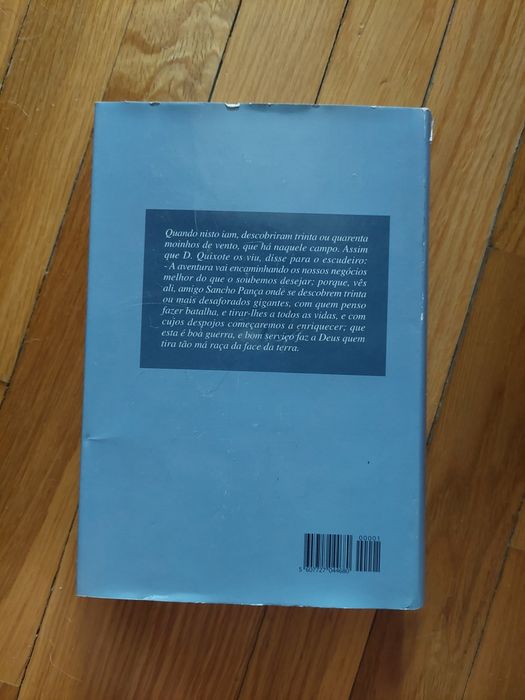 Quando nisto iam, descobriram trinta ou quarenta
moinhos de vento, que há naquele campo. Assim
que D. Quixote os viu, disse para o escudeiro:
- A aventura vai encaminhando os nossos negócios
melhor do que o soubemos desejar; porque, vês
ali, amigo Sancho Pança onde se descobrem trinta
ou mais desaforados gigantes, com quem penso
fazer batalha, e tirar-lhes a todos as vidas, e com
cujos despojos começaremos a enriquecer; que
esta é boa guerra, e bom serviço faz a Deus quem
tira tão má raça da face da terra.
00001
5 607727 044680